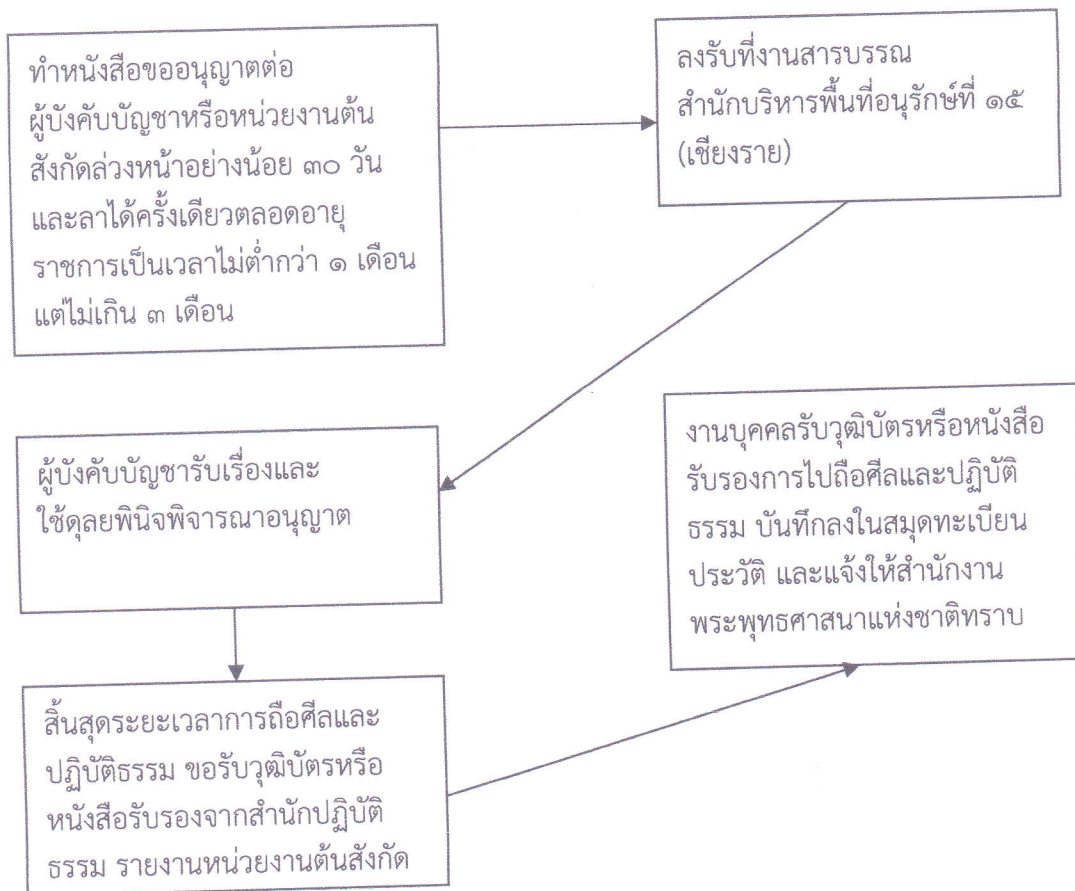 ทำหนังสือขออนุญาตต่อ
ผู้บังคับบัญชาหรือหน่วยงานต้น
สังกัดล่วงหน้าอย่างน้อย ๓๐ วัน
และลาได้ครั้งเดียวตลอดอายุ
ราชการเป็นเวลาไม่ต่ำกว่า ๑ เดือน
แต่ไม่เกิน ๓ เดือน
ลงรับที่งานสารบรรณ
สำนักบริหารพื้นที่อนุรักษ์ที่ ๑๕
(เชียงราย)
ผู้บังคับบัญชารับเรื่องและ
ใช้ดุลยพินิจพิจารณาอนุญาต
สิ้นสุดระยะเวลาการถือศีลและ
ปฏิบัติธรรม ขอรับวุฒิบัตรหรือ
หนังสือรับรองจากสำนักปฏิบัติ
ธรรม รายงานหน่วยงานต้นสังกัด
งานบุคคลรับวุฒิบัตรหรือหนังสือ
รับรองการไปถือศีลและปฏิบัติ
ธรรม บันทึกลงในสมุดทะเบียน
ประวัติ และแจ้งให้สำนักงาน
พระพุทธศาสนาแห่งชาติทราบ